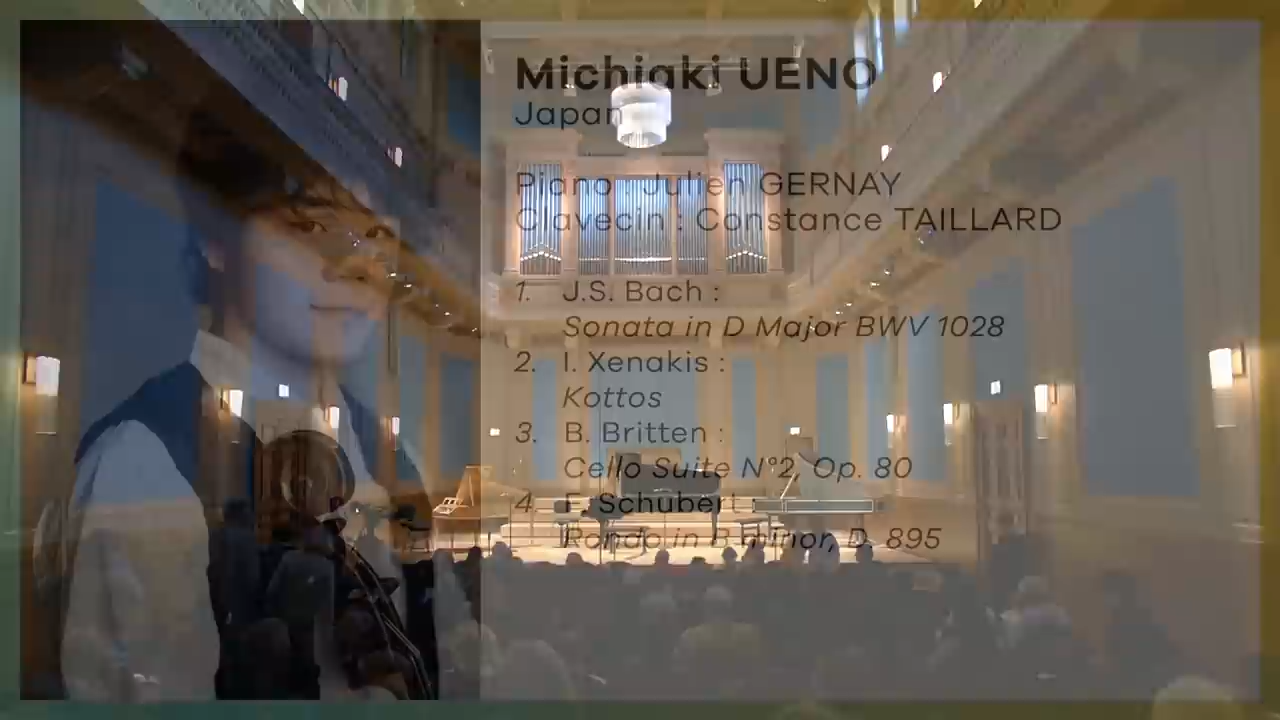 Michiaki UENO
Japan
Piano : Julien GERNAY
Clavecin : Constance TAILLARD
1. J.S. Bach :
Sonata in D Major BWV 1028
2. I. Xenakis :
Kottos
3. B. Britten :
Cello Suite N°2, Op. 80
4. F. Schubert :
Rondo in B minor, D. 895